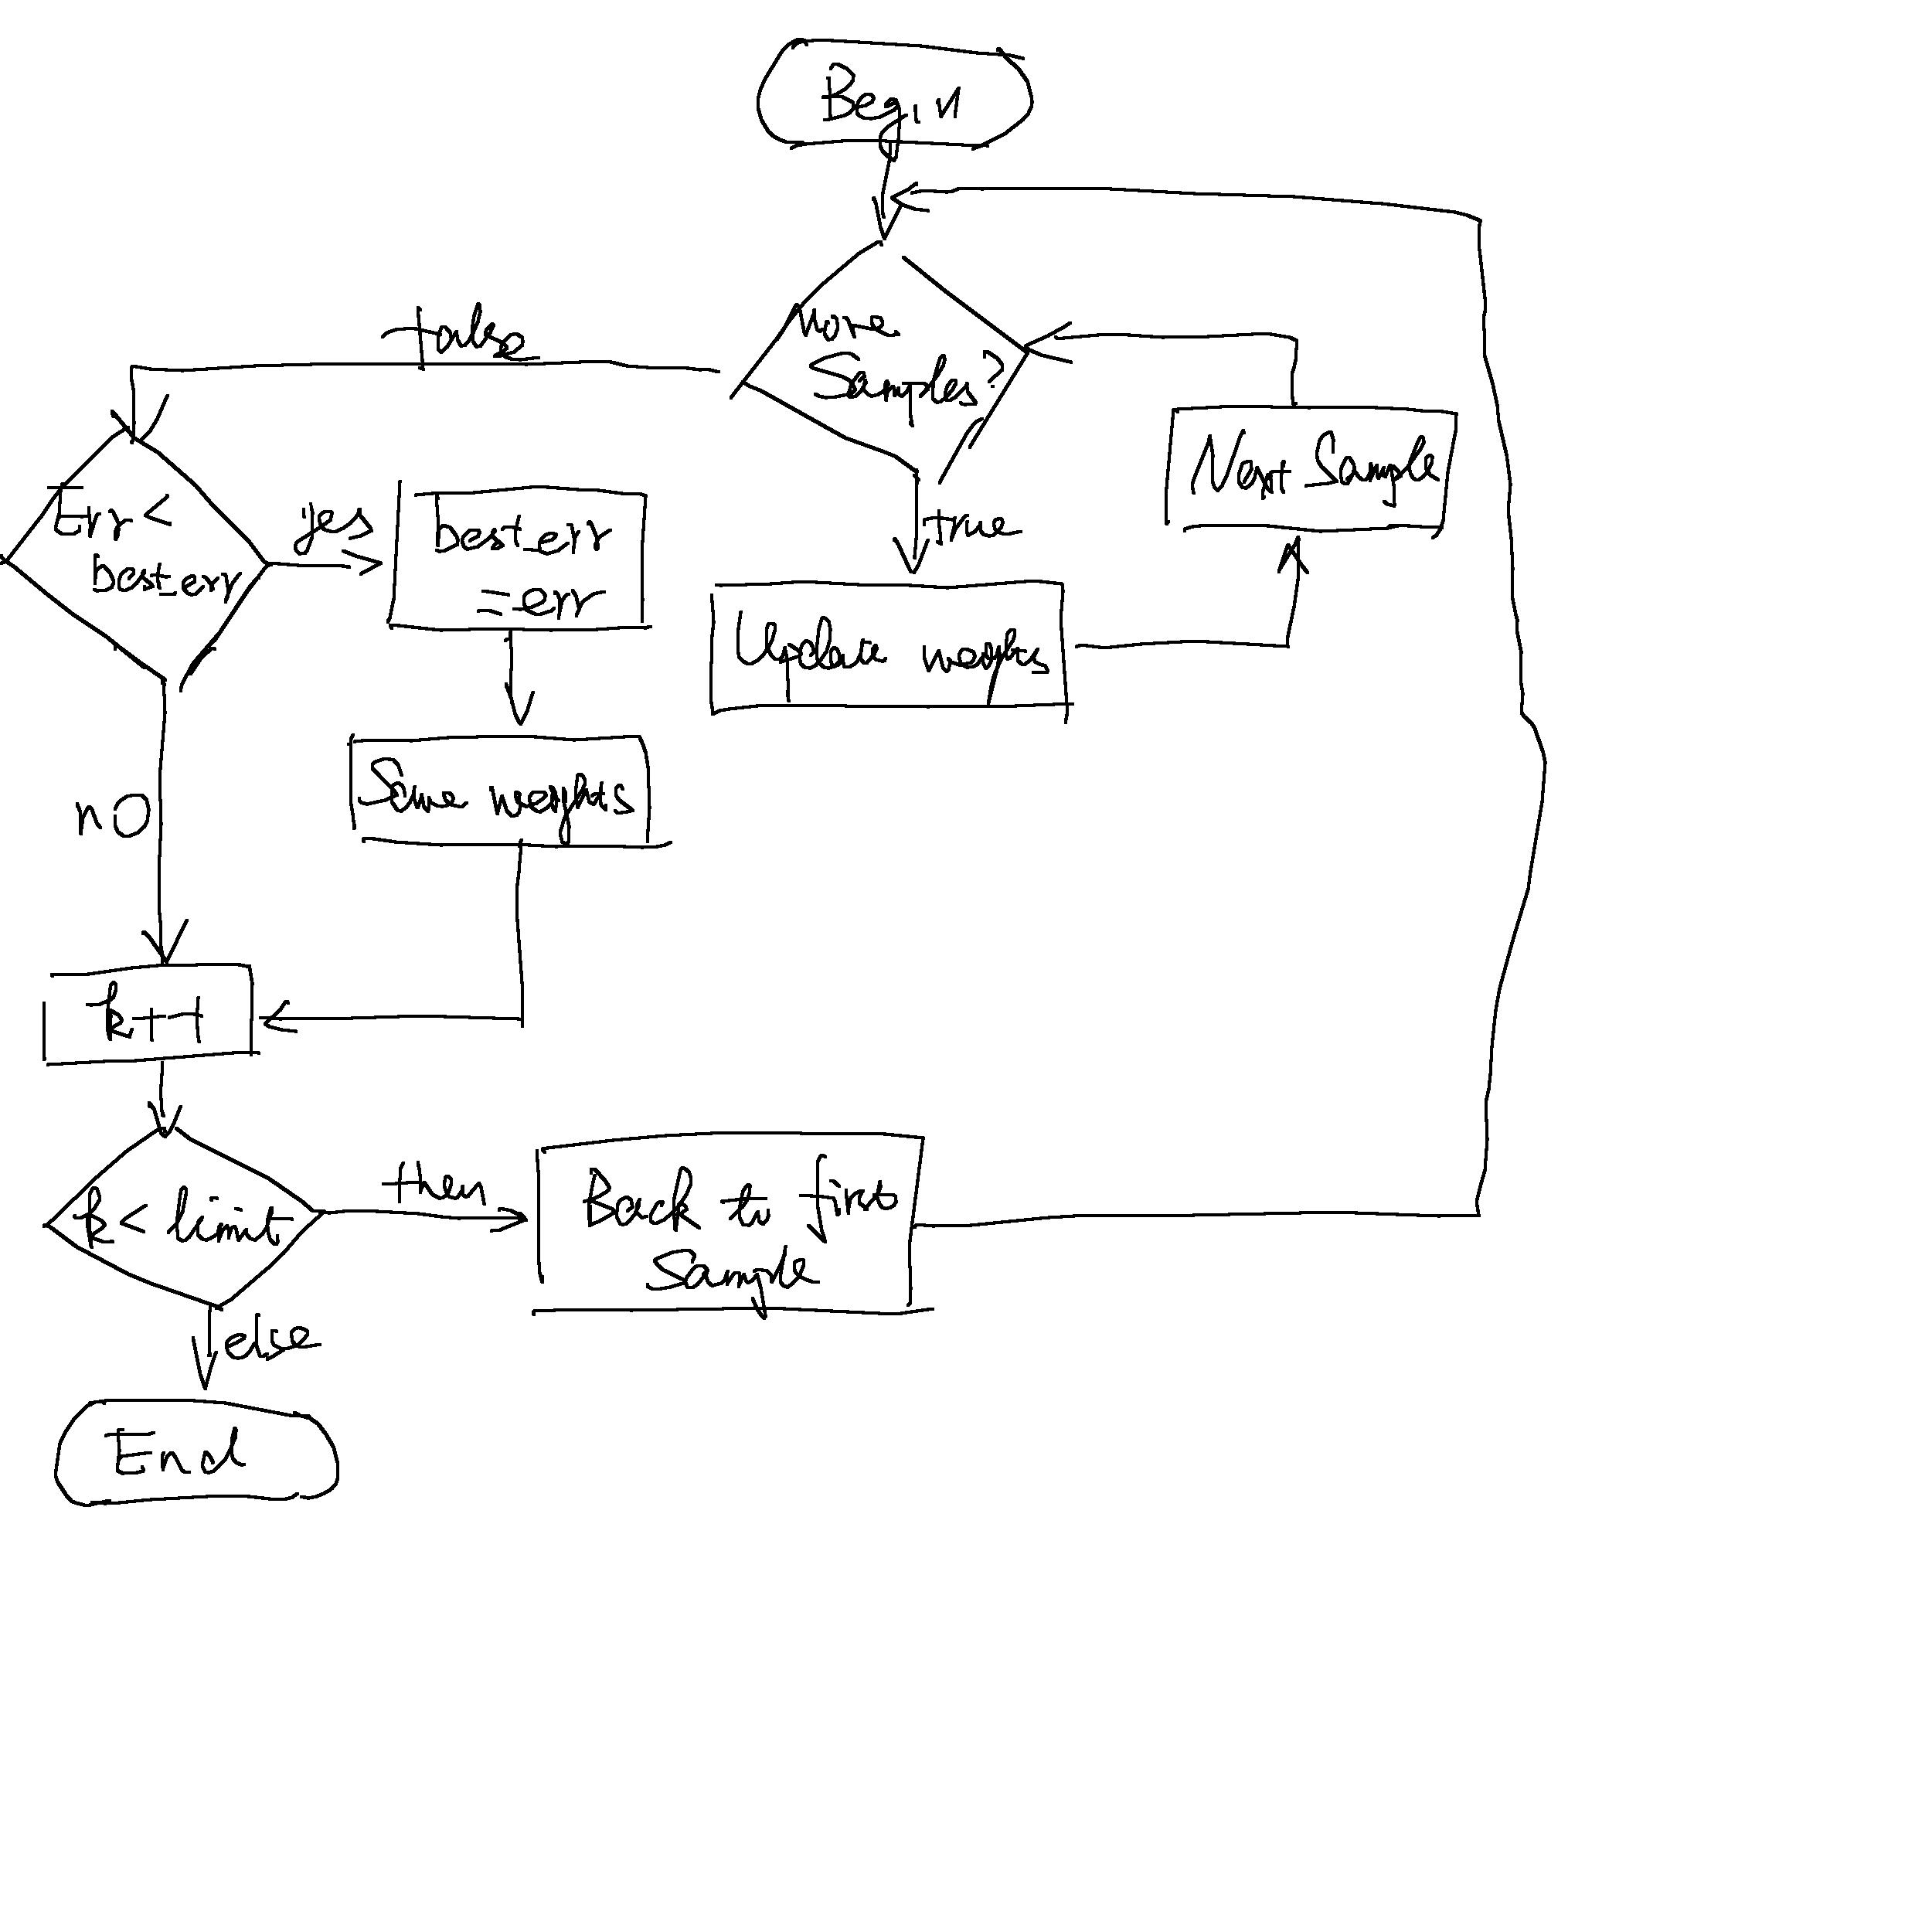 Begin
false
more
Samples?
Next Sample
Err <
best_err
yes
best_err
= err
true
Update weights
Save weights
no
k++
k < limit
then
Back to first
Sample
else
End